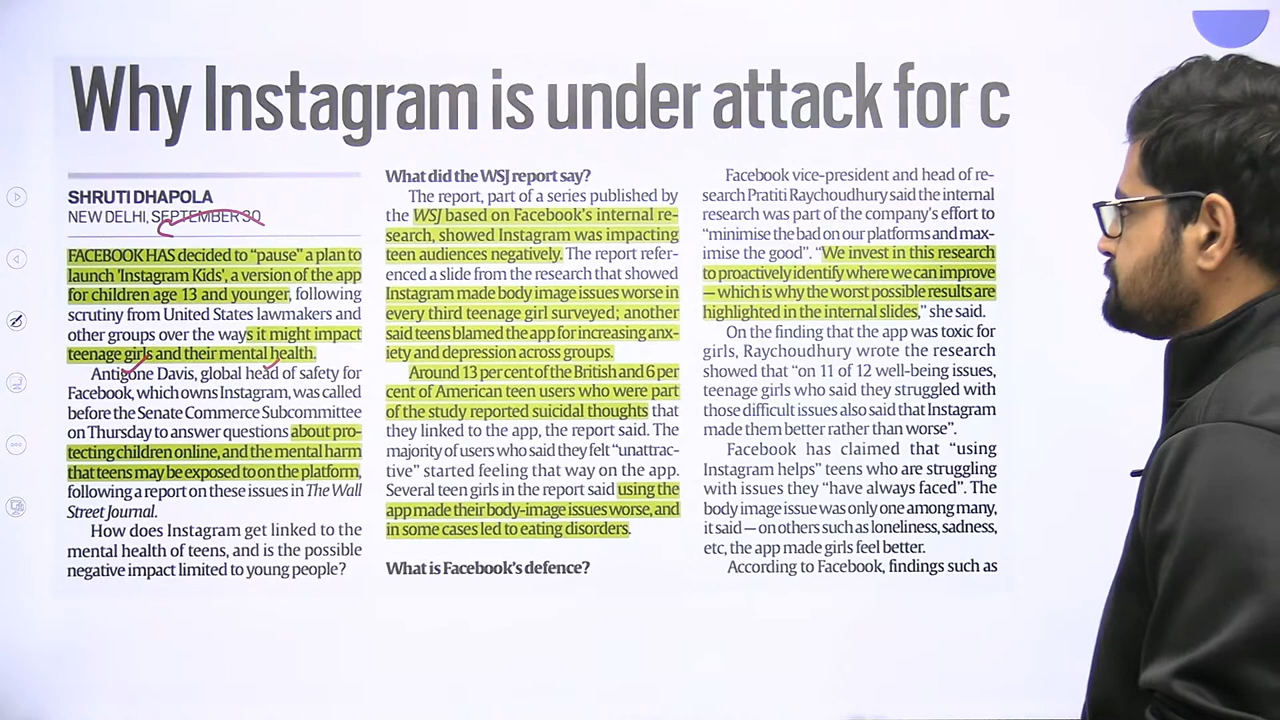 Why Instagram is under attack for c
SHRUTI DHAPOLA
NEW DELHI, SEPTEMBER 30
FACEBOOK HAS decided to “pause” a plan to
launch ‘Instagram Kids’, a version of the app
for children age 13 and younger, following
scrutiny from United States lawmakers and
other groups over the ways it might impact
teenage girls and their mental health.
Antigone Davis, global head of safety for
Facebook, which owns Instagram, was called
before the Senate Commerce Subcommittee
on Thursday to answer questions about pro-
tecting children online, and the mental harm
that teens may be exposed to on the platform,
following a report on these issues in The Wall
Street Journal.
How does Instagram get linked to the
mental health of teens, and is the possible
negative impact limited to young people?
What did the WSJ report say?
The report, part of a series published by
the WSJ based on Facebook’s internal re-
search, showed Instagram was impacting
teen audiences negatively. The report refer-
enced a slide from the research that showed
Instagram made body image issues worse in
every third teenage girl surveyed; another
said teens blamed the app for increasing anx-
iety and depression across groups.
Around 13 per cent of the British and 6 per
cent of American teen users who were part
of the study reported suicidal thoughts that
they linked to the app, the report said. The
majority of users who said they felt “unattrac-
tive” started feeling that way on the app.
Several teen girls in the report said using the
app made their body-image issues worse, and
in some cases led to eating disorders.
What is Facebook’s defence?
Facebook vice-president and head of re-
search Pratiti Raychoudhury said the internal
research was part of the company’s effort to
“minimise the bad on our platforms and max-
imise the good”. “We invest in this research
to proactively identify where we can improve
— which is why the worst possible results are
highlighted in the internal slides,” she said.
On the finding that the app was toxic for
girls, Raychoudhury wrote the research
showed that “on 11 of 12 well-being issues,
teenage girls who said they struggled with
those difficult issues also said that Instagram
made them better rather than worse”.
Facebook has claimed that “using
Instagram helps” teens who are struggling
with issues they “have always faced”. The
body image issue was only one among many,
it said — on others such as loneliness, sadness,
etc, the app made girls feel better.
According to Facebook, findings such as